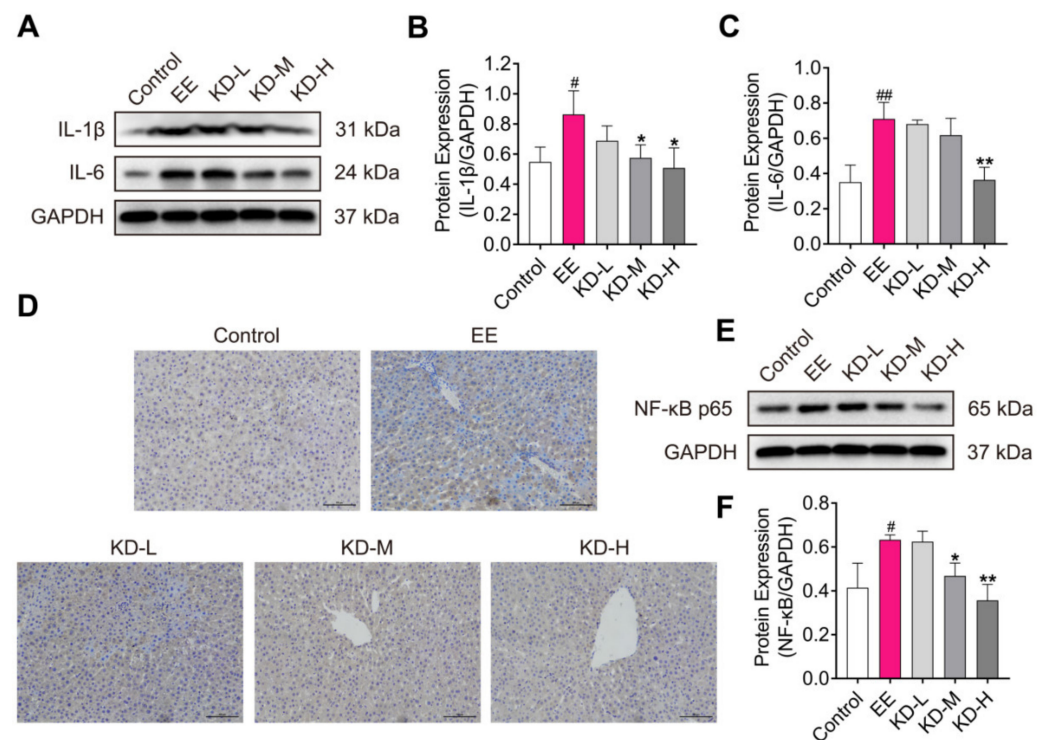 A
Control EE KD-L KD-M KD-H
IL-1β 31 kDa
IL-6 24 kDa
GAPDH 37 kDa
B
Protein Expression
(IL-1β/GAPDH)
1.2
1.0
0.8
0.6
0.4
0.2
0.0
#
* *
Control EE KD-L KD-M KD-H
C
Protein Expression
(IL-6/GAPDH)
1.0
0.8
0.6
0.4
0.2
0.0
##
**
Control EE KD-L KD-M KD-H
D
Control EE
KD-L KD-M KD-H
E
Control EE KD-L KD-M KD-H
NF-κB p65 65 kDa
GAPDH 37 kDa
F
Protein Expression
(NF-κB/GAPDH)
0.8
0.6
0.4
0.2
0.0
#
* **
Control EE KD-L KD-M KD-H